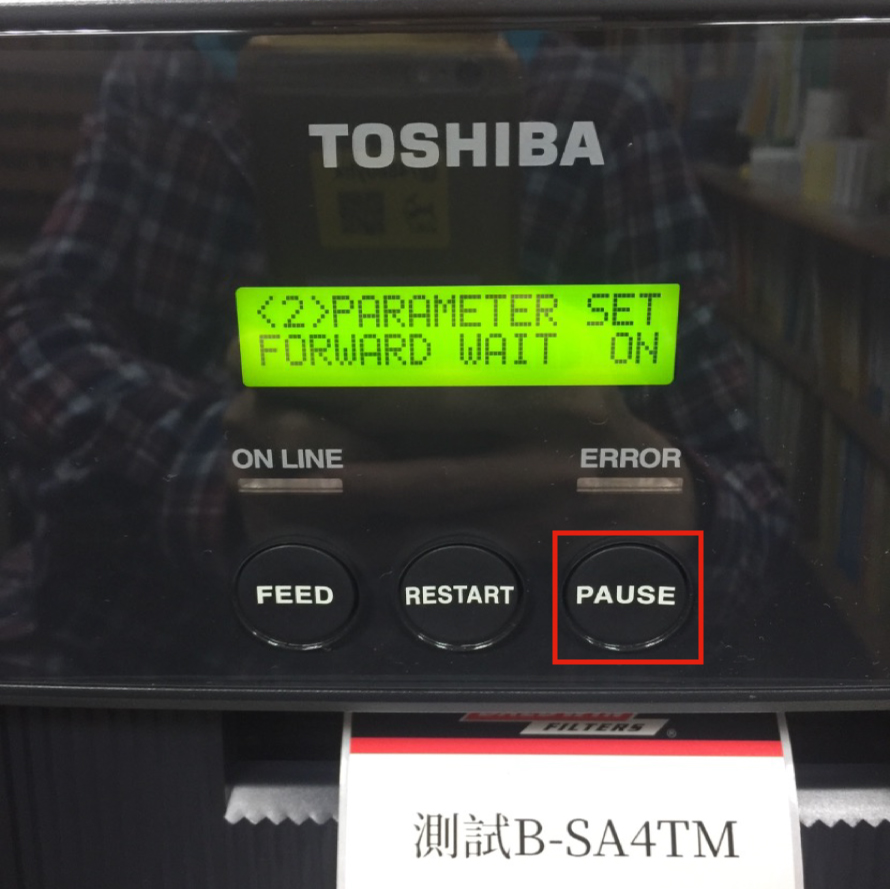 TOSHIBA
<2>PARAMETER SET
FORWARD WAIT ON
ON LINE ERROR
FEED RESTART PAUSE
FILTERS ®
測試B-SA4TM